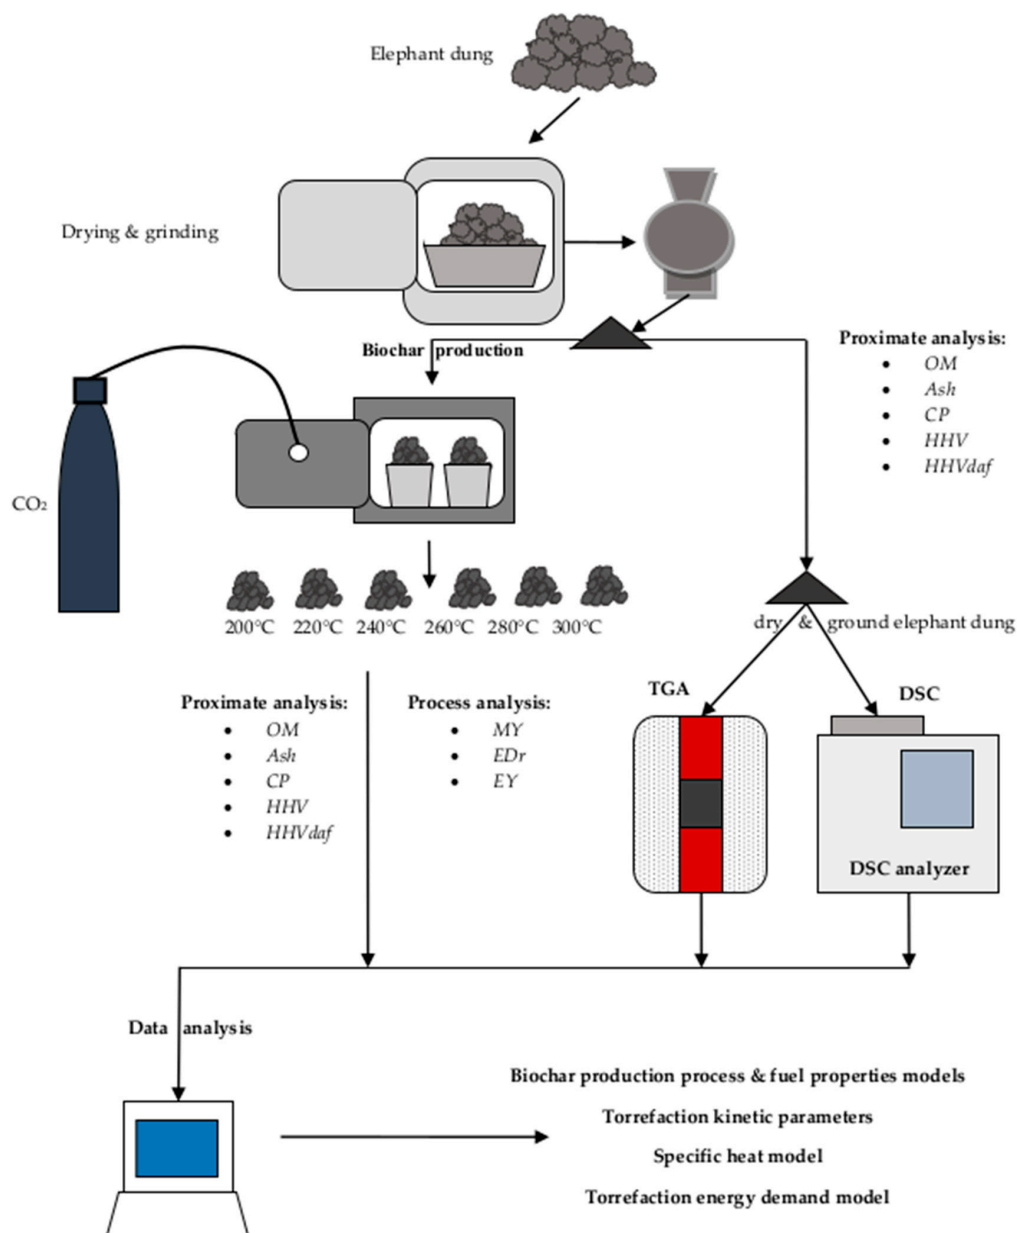 Elephant dung
Drying & grinding
Biochar production
Proximate analysis:
• OM
• Ash
• CP
• HHV
• HHVdaf
CO₂
200°C 220°C 240°C 260°C 280°C 300°C
dry & ground elephant dung
TGA
DSC
Proximate analysis:
• OM
• Ash
• CP
• HHV
• HHVdaf
Process analysis:
• MY
• EDr
• EY
DSC analyzer
Data analysis
Biochar production process & fuel properties models
Torrefaction kinetic parameters
Specific heat model
Torrefaction energy demand model